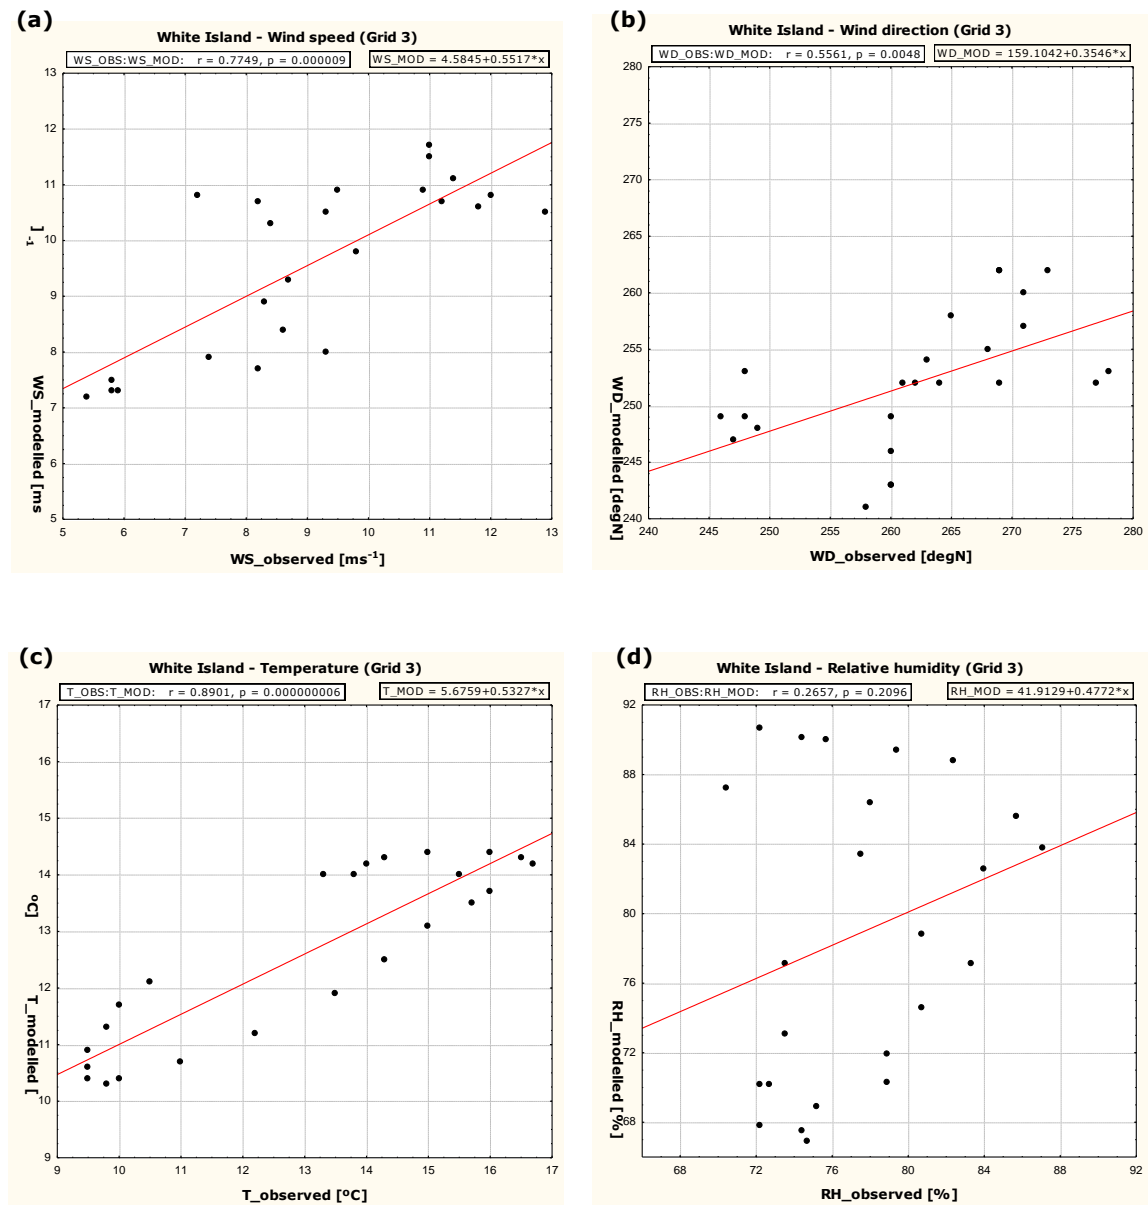 (a)
White Island - Wind speed (Grid 3)
WS_OBS:WS_MOD: r = 0.7749, p = 0.000009
WS_MOD = 4.5845+0.5517*x
13
12
11
10
9
8
7
6
5
WS_modelled [ms
-1]
5 6 7 8 9 10 11 12 13
WS_observed [ms-1]
(b)
White Island - Wind direction (Grid 3)
WD_OBS:WD_MOD: r = 0.5561, p = 0.0048
WD_MOD = 159.1042+0.3546*x
280
275
270
265
260
255
250
245
240
WD_modelled [degN]
240 245 250 255 260 265 270 275 280
WD_observed [degN]
(c)
White Island - Temperature (Grid 3)
T_OBS:T_MOD: r = 0.8901, p = 0.000000006
T_MOD = 5.6759+0.5327*x
17
16
15
14
13
12
11
10
9
T_modelled [
ºC]
9 10 11 12 13 14 15 16 17
T_observed [ºC]
(d)
White Island - Relative humidity (Grid 3)
RH_OBS:RH_MOD: r = 0.2657, p = 0.2096
RH_MOD = 41.9129+0.4772*x
92
88
84
80
76
72
68
RH_modelled [%]
68 72 76 80 84 88 92
RH_observed [%]